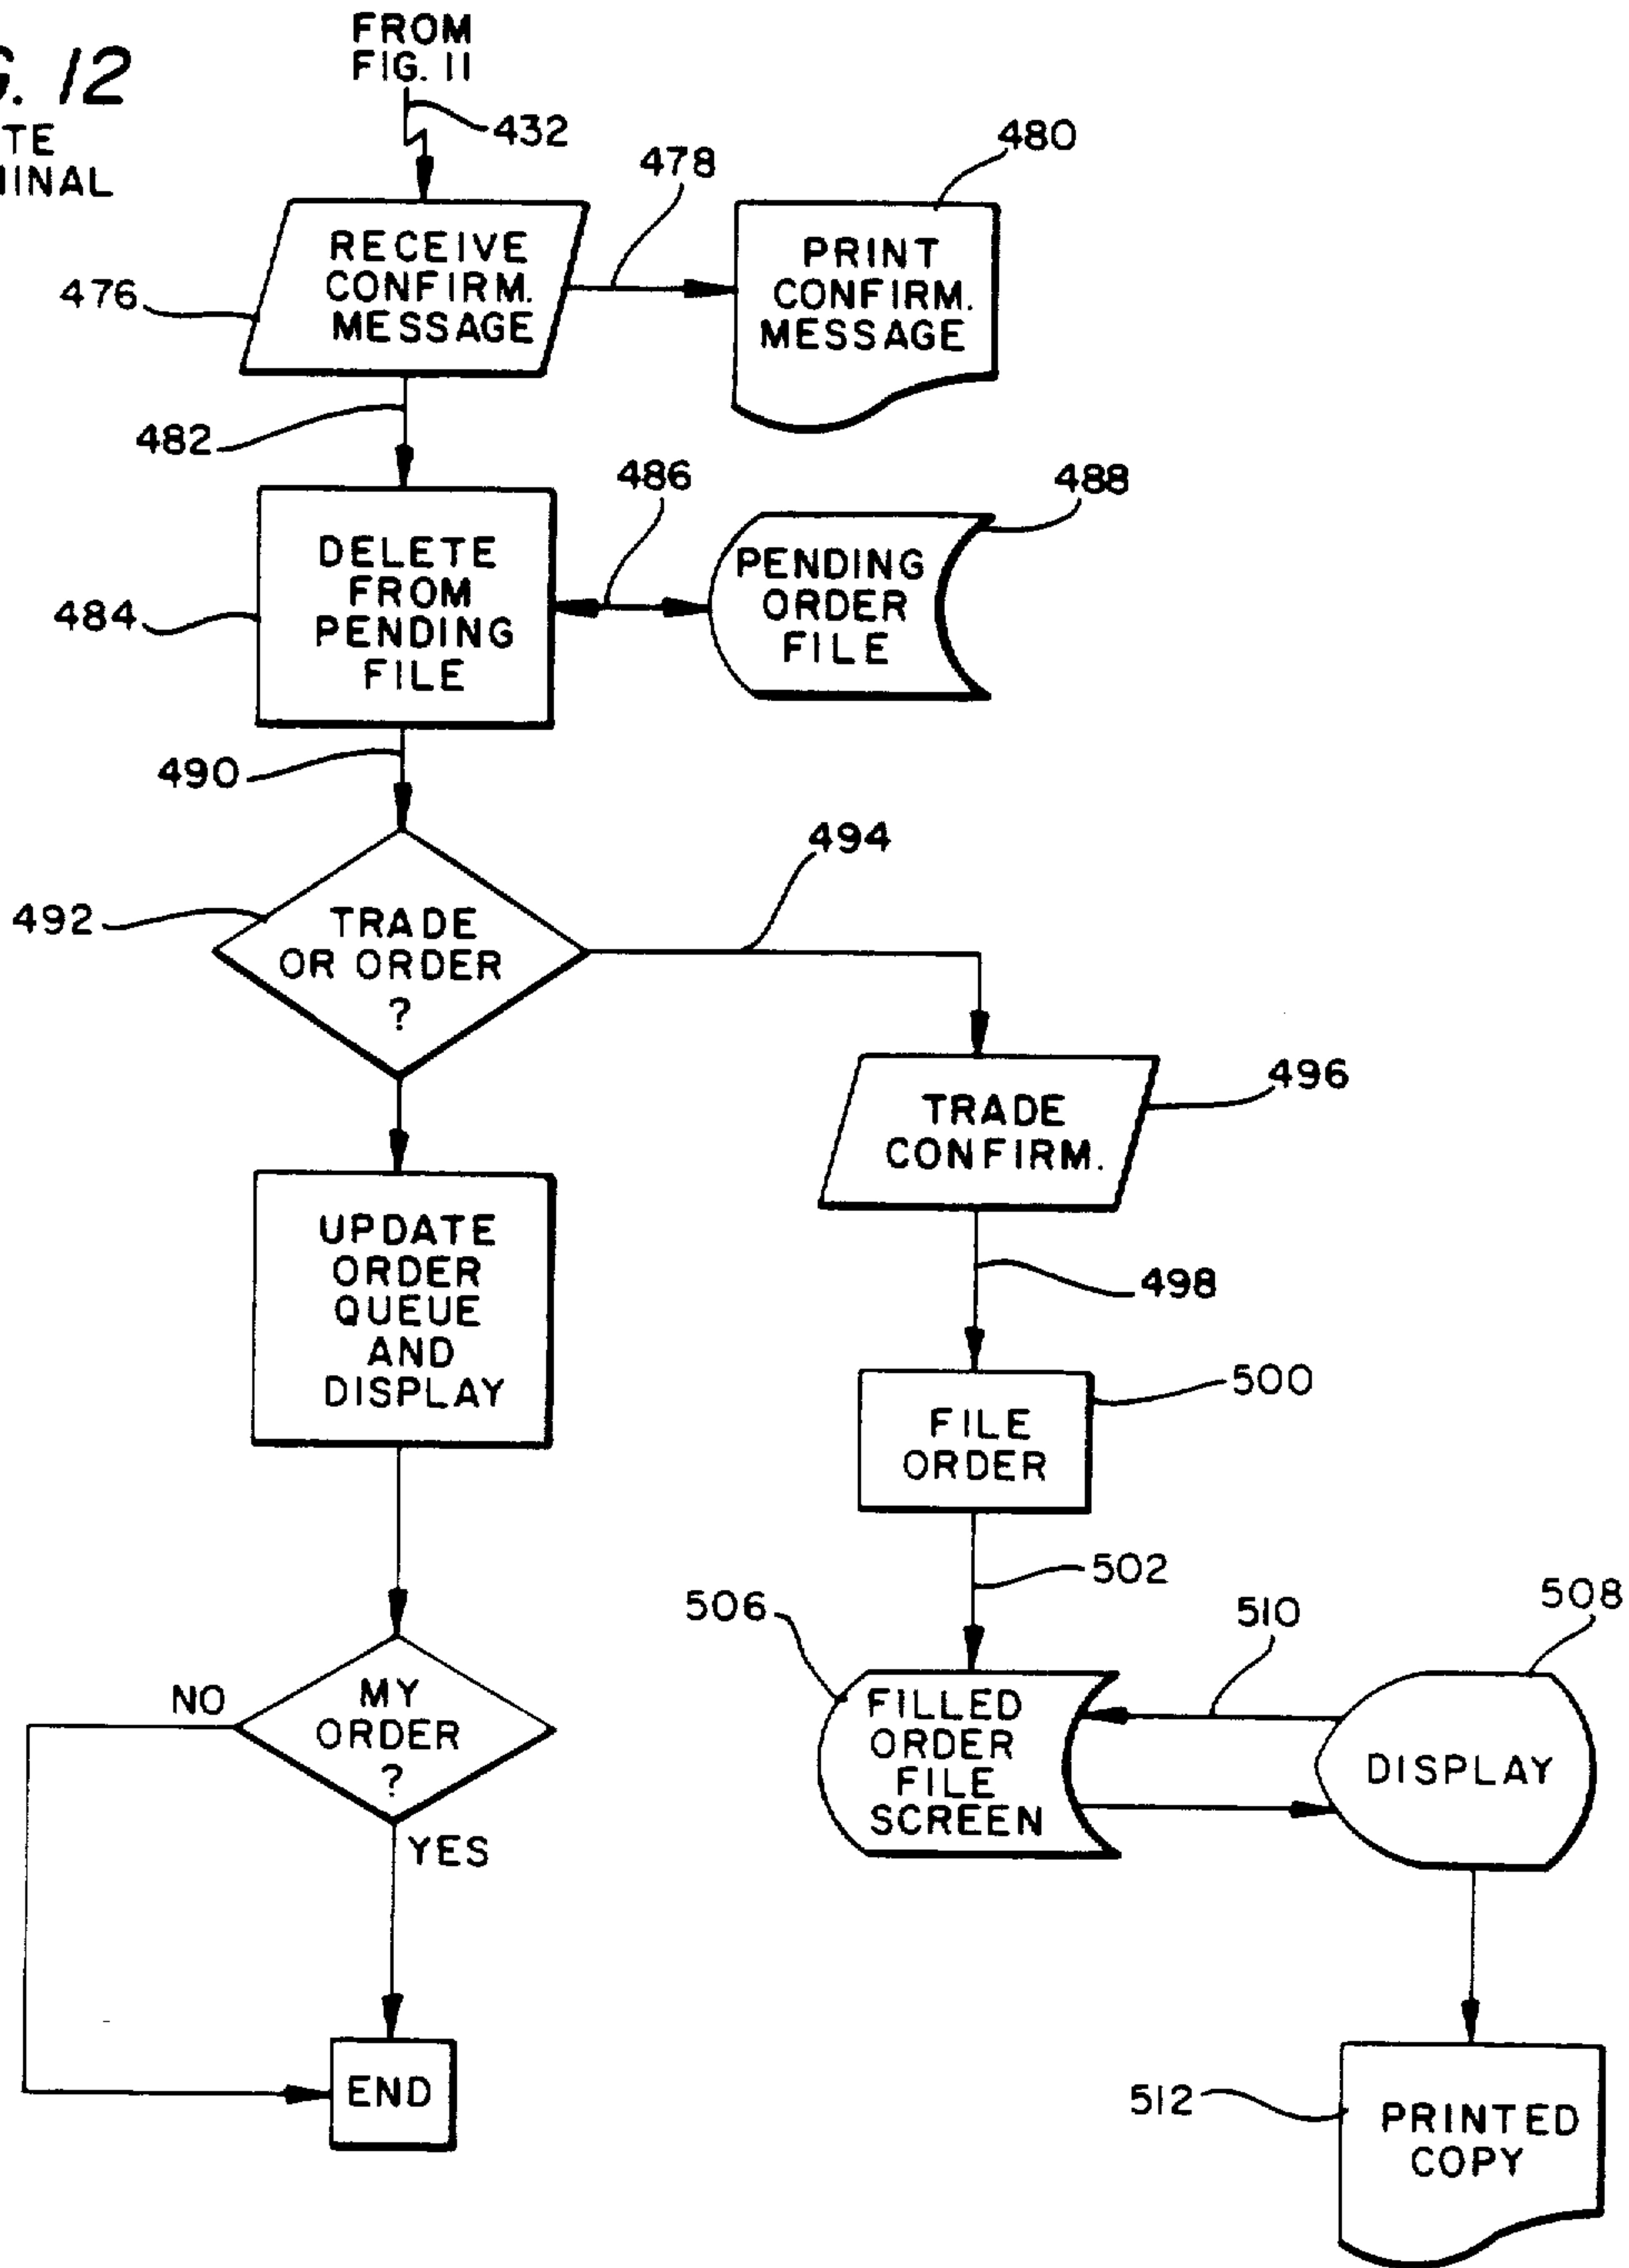 FROM
FIG. 11
12
432
478
480
RECEIVE
CONFIRM.
MESSAGE
476
PRINT
CONFIRM.
MESSAGE
482
486
488
DELETE
FROM
PENDING
FILE
484
PENDING
ORDER
FILE
490
494
492
TRADE
OR ORDER
?
496
TRADE
CONFIRM.
498
UPDATE
ORDER
QUEUE
AND
DISPLAY
500
FILE
ORDER
502
506
510
508
NO
MY
ORDER
?
YES
FILLED
ORDER
FILE
SCREEN
DISPLAY
END
512
PRINTED
COPY